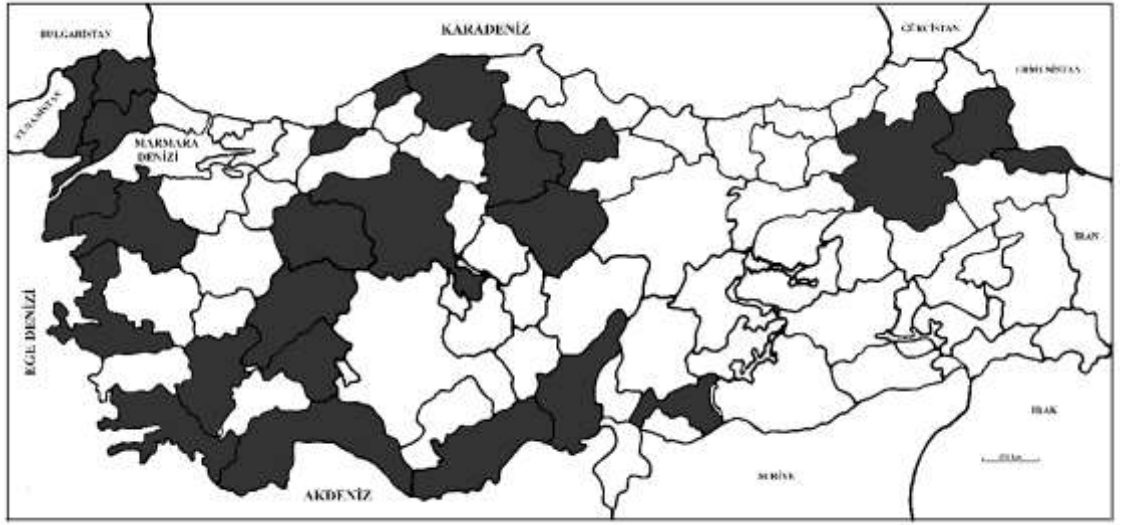 BULGARİSTAN
KARADENİZ
GÜRCİSTAN
ERMENİSTAN
YUNANİSTAN
MARMARA
DENİZİ
İRAN
EGE DENİZİ
IRAK
SURİYE
AKDENİZ
km